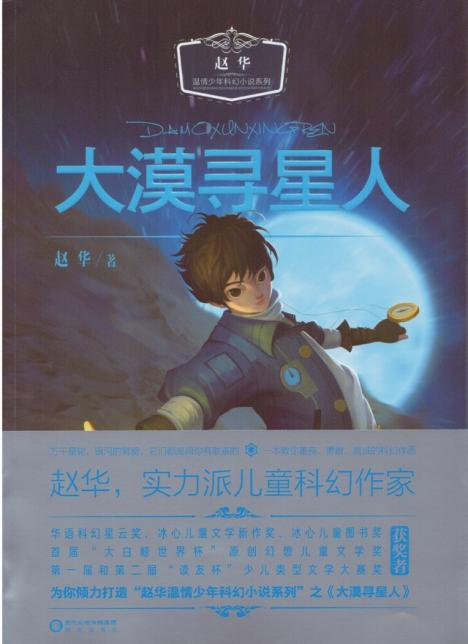 赵 华
温情少年科幻小说系列
DAMOXUNXINGREN
大漠寻星人
赵 华/著
赵华，实力派儿童科幻作家
华语科幻星云奖、冰心儿童文学新作奖、冰心儿童图书奖
首届“大白鲸世界杯”原创幻想儿童文学奖
第一届和第二届“读友杯”少儿类型文学大赛奖
获奖者
为你倾力打造“赵华温情少年科幻小说系列”之《大漠寻星人》